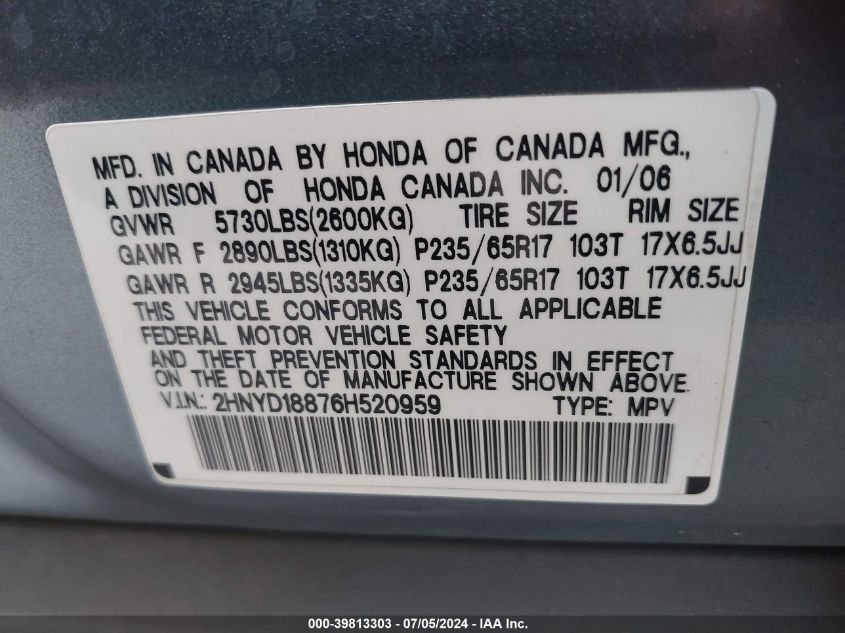 MFD. IN CANADA BY HONDA OF CANADA MFG.,
A DIVISION OF HONDA CANADA INC. 01/06
GVWR 5730LBS(2600KG) TIRE SIZE RIM SIZE
GAWR F 2890LBS(1310KG) P235/65R17 103T 17X6.5JJ
GAWR R 2945LBS(1335KG) P235/65R17 103T 17X6.5JJ
THIS VEHICLE CONFORMS TO ALL APPLICABLE
FEDERAL MOTOR VEHICLE SAFETY
AND THEFT PREVENTION STANDARDS IN EFFECT
ON THE DATE OF MANUFACTURE SHOWN ABOVE.
V.I.N.: 2HNYD18876H520959 TYPE: MPV
000-39813303 - 07/05/2024 - IAA Inc.